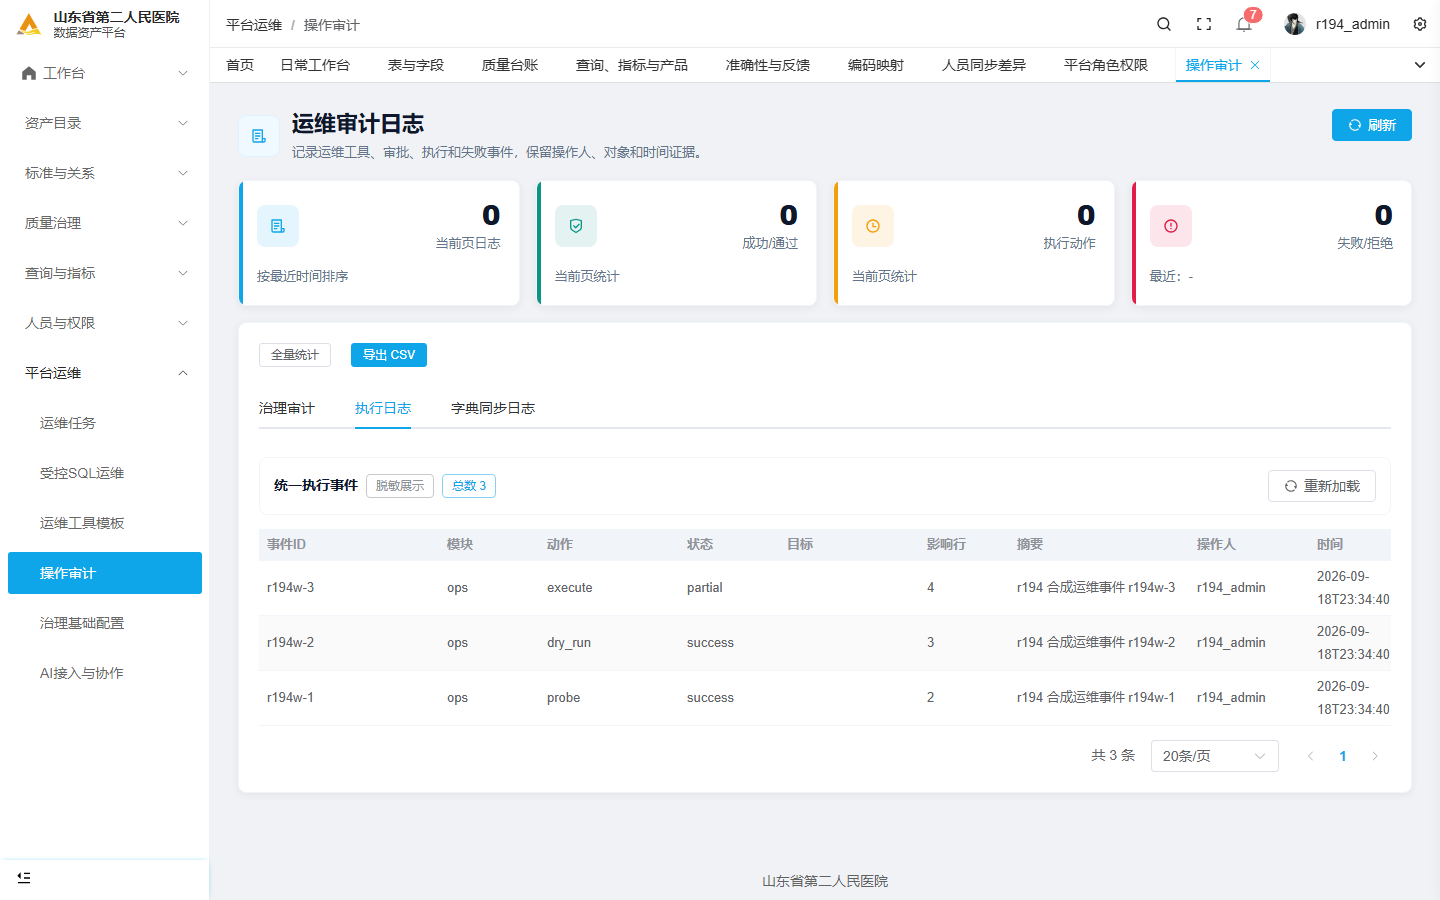 山东省第二人民医院
数据资产平台
平台运维 / 操作审计
7
r194_admin
首页 日常工作台 表与字段 质量台账 查询、指标与产品 准确性与反馈 编码映射 人员同步差异 平台角色权限 操作审计
工作台
资产目录
标准与关系
质量治理
查询与指标
人员与权限
平台运维
运维任务
受控SQL运维
运维工具模板
操作审计
治理基础配置
AI接入与协作
运维审计日志
记录运维工具、审批、执行和失败事件，保留操作人、对象和时间证据。
刷新
0
当前页日志
按最近时间排序
0
成功/通过
当前页统计
0
执行动作
当前页统计
0
失败/拒绝
最近：-
全量统计 导出 CSV
治理审计 执行日志 字典同步日志
统一执行事件 脱敏展示 总数 3 重新加载
事件ID 模块 动作 状态 目标 影响行 摘要 操作人 时间
r194w-3 ops execute partial 4 r194 合成运维事件 r194w-3 r194_admin 2026-09-
18T23:34:40
r194w-2 ops dry_run success 3 r194 合成运维事件 r194w-2 r194_admin 2026-09-
18T23:34:40
r194w-1 ops probe success 2 r194 合成运维事件 r194w-1 r194_admin 2026-09-
18T23:34:40
共 3 条 20条/页 1
山东省第二人民医院